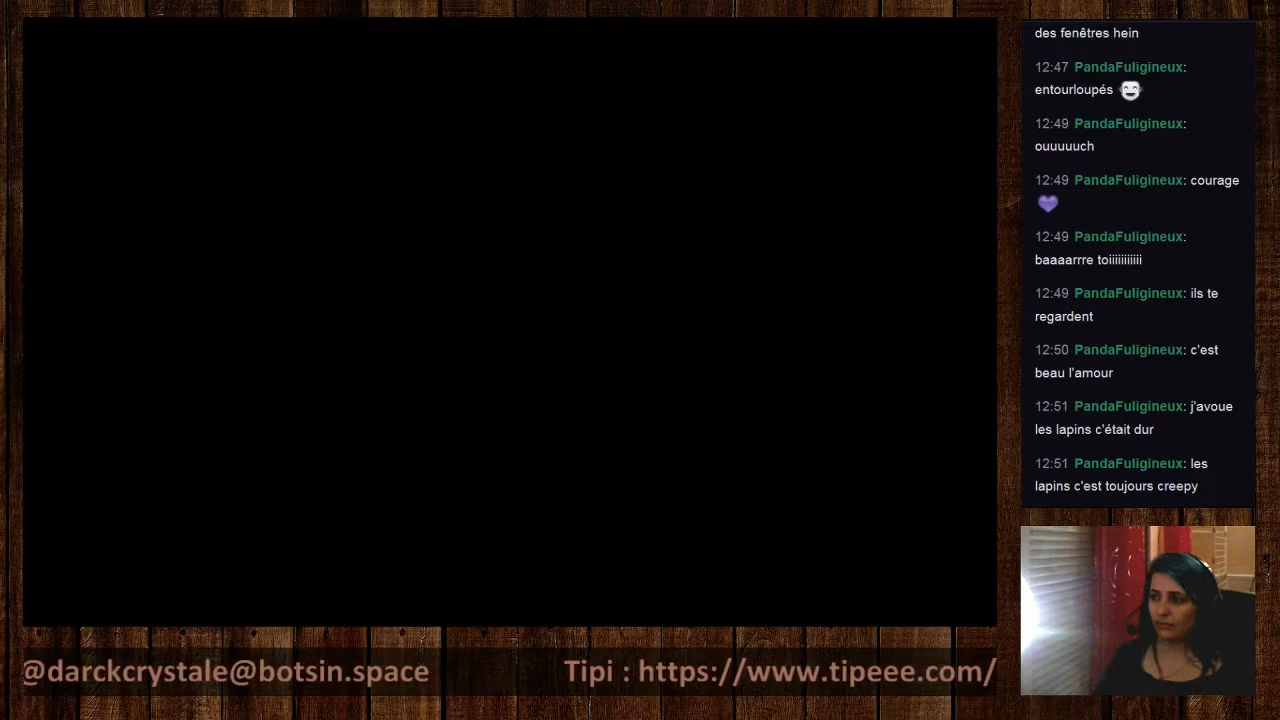 des fenêtres hein
12:47 PandaFuligineux:
entourloupés
12:49 PandaFuligineux:
ouuuuuch
12:49 PandaFuligineux: courage
12:49 PandaFuligineux:
baaaarrre toiiiiiiiiiii
12:49 PandaFuligineux: ils te
regardent
12:50 PandaFuligineux: c'est
beau l'amour
12:51 PandaFuligineux: j'avoue
les lapins c'était dur
12:51 PandaFuligineux: les
lapins c'est toujours creepy
@darckcrystale@botsin.space
Tipi : https://www.tipeee.com/